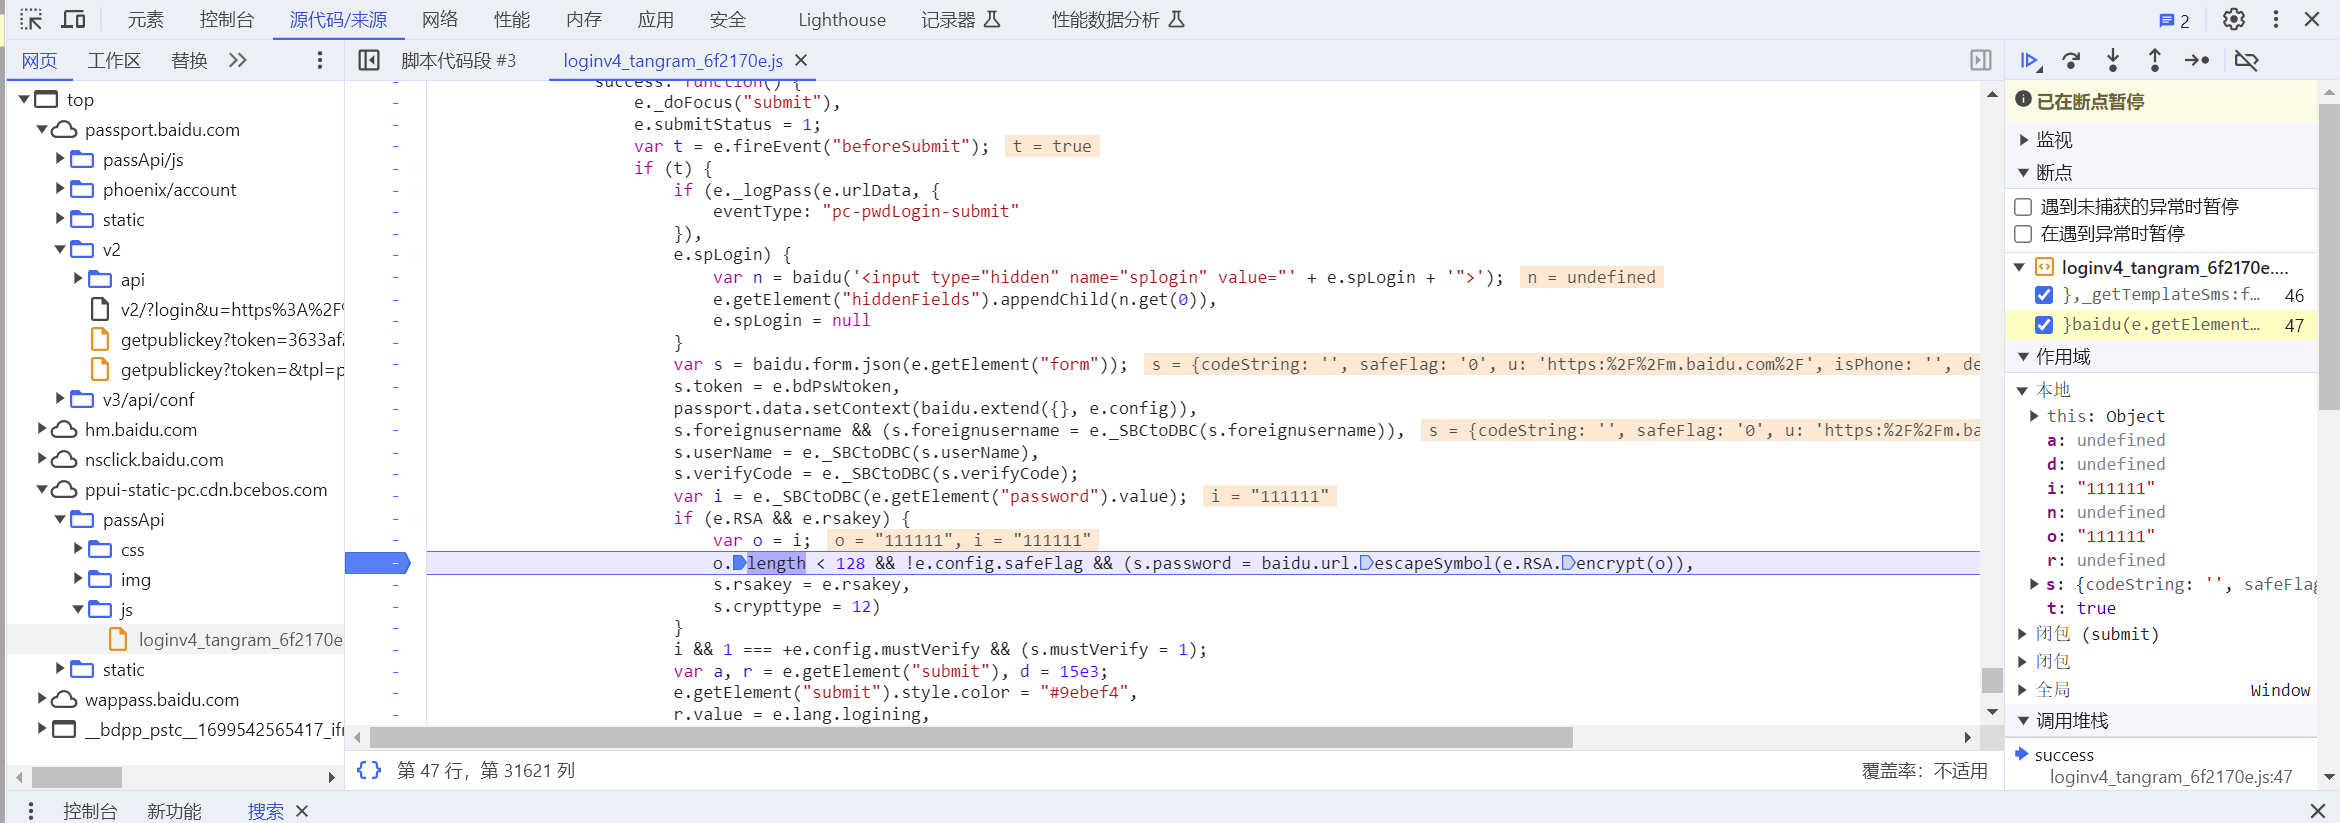 元素 控制台 源代码/来源 网络 性能 内存 应用 安全 Lighthouse 记录器 性能数据分析 2
网页 工作区 替换
脚本代码段 #3 loginv4_tangram_6f2170e.js
top
passport.baidu.com
passApi/js
phoenix/account
static
v2
api
v2/?login&u=https%3A%2F%
getpublickey?token=3633af
getpublickey?token=&tpl=p
v3/api/conf
hm.baidu.com
nsclick.baidu.com
ppui-static-pc.cdn.bcebos.com
passApi
css
img
js
loginv4_tangram_6f2170e
static
wappass.baidu.com
__bdpp_pstc__1699542565417_ifr
success: function() {
e._doFocus("submit"),
e.submitStatus = 1;
var t = e.fireEvent("beforeSubmit"); t = true
if (t) {
if (e._logPass(e.urlData, {
eventType: "pc-pwdLogin-submit"
}),
e.spLogin) {
var n = baidu('<input type="hidden" name="splogin" value="' + e.spLogin + '">'); n = undefined
e.getElement("hiddenFields").appendChild(n.get(0)),
e.spLogin = null
}
var s = baidu.form.json(e.getElement("form")); s = {codeString: '', safeFlag: '0', u: 'https:%2F%2Fm.baidu.com%2F', isPhone: '', de
s.token = e.bdPsWtoken,
passport.data.setContext(baidu.extend({}, e.config)),
s.foreignusername && (s.foreignusername = e._SBCtoDBC(s.foreignusername)), s = {codeString: '', safeFlag: '0', u: 'https:%2F%2Fm.ba
s.userName = e._SBCtoDBC(s.userName),
s.verifyCode = e._SBCtoDBC(s.verifyCode);
var i = e._SBCtoDBC(e.getElement("password").value); i = "111111"
if (e.RSA && e.rsakey) {
var o = i; o = "111111", i = "111111"
o.length < 128 && !e.config.safeFlag && (s.password = baidu.url.escapeSymbol(e.RSA.encrypt(o)),
s.rsakey = e.rsakey,
s.crypttype = 12)
}
i && 1 === +e.config.mustVerify && (s.mustVerify = 1);
var a, r = e.getElement("submit"), d = 15e3;
e.getElement("submit").style.color = "#9ebef4",
r.value = e.lang.logining,
第 47 行，第 31621 列 覆盖率：不适用
已在断点暂停
监视
断点
遇到未捕获的异常时暂停
在遇到异常时暂停
loginv4_tangram_6f2170e....
},_getTemplateSms:f… 46
}baidu(e.getElement… 47
作用域
本地
this: Object
a: undefined
d: undefined
i: "111111"
n: undefined
o: "111111"
r: undefined
s: {codeString: '', safeFlag
t: true
闭包 (submit)
闭包
全局 Window
调用堆栈
success
loginv4_tangram_6f2170e.js:47
控制台 新功能 搜索